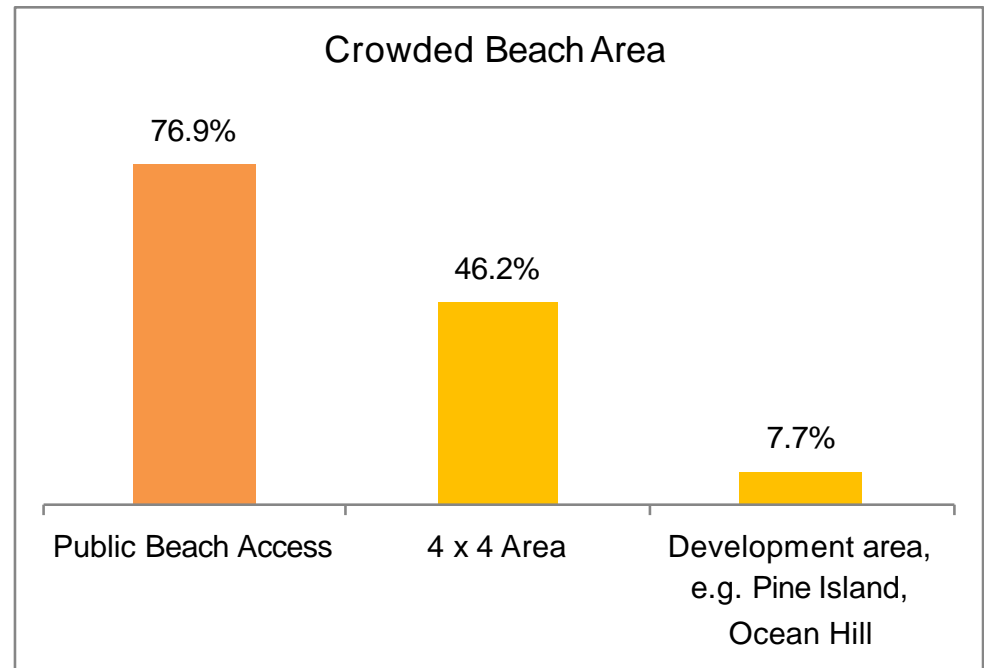 Crowded Beach Area
76.9%
46.2%
7.7%
Public Beach Access
4 x 4 Area
Development area,
e.g. Pine Island,
Ocean Hill